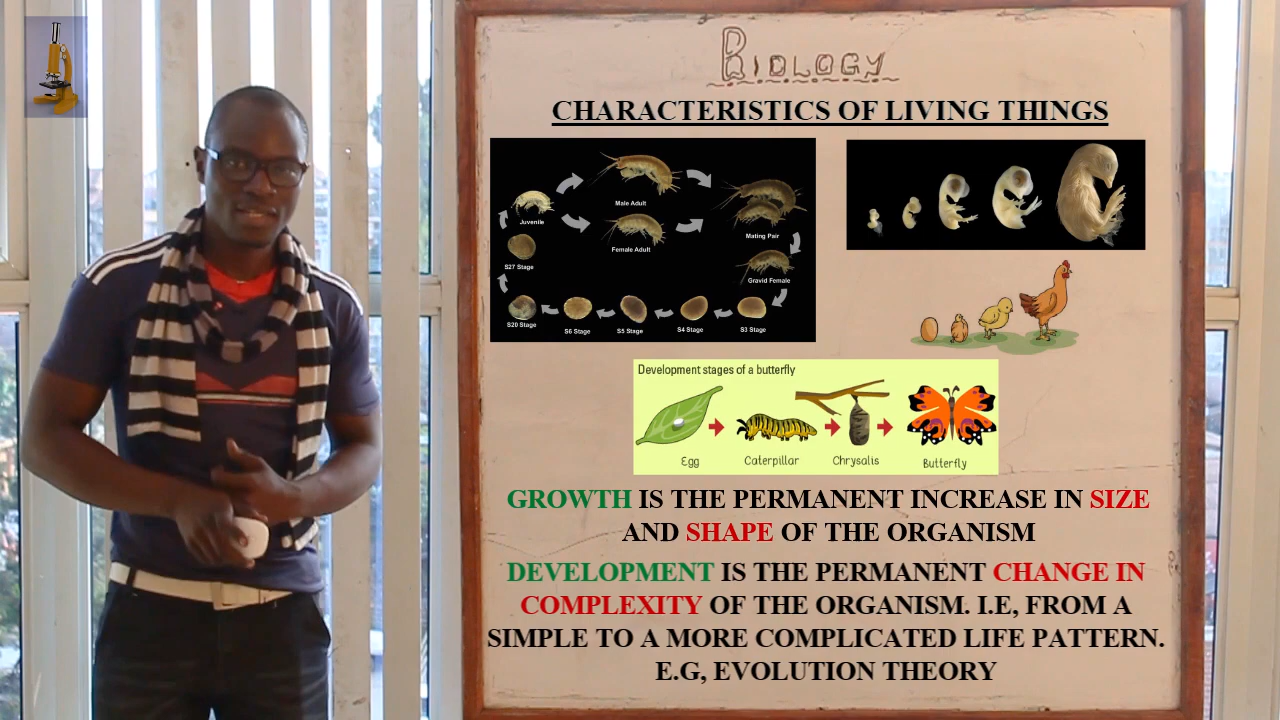 BIOLOGY
CHARACTERISTICS OF LIVING THINGS
Male Adult
Juvenile
Female Adult
Mating Pair
S27 Stage
Gravid Female
S20 Stage
S6 Stage
S5 Stage
S4 Stage
S3 Stage
Development stages of a butterfly
Egg
Caterpillar
Chrysalis
Butterfly
GROWTH IS THE PERMANENT INCREASE IN SIZE
AND SHAPE OF THE ORGANISM
DEVELOPMENT IS THE PERMANENT CHANGE IN
COMPLEXITY OF THE ORGANISM. I.E, FROM A
SIMPLE TO A MORE COMPLICATED LIFE PATTERN.
E.G, EVOLUTION THEORY